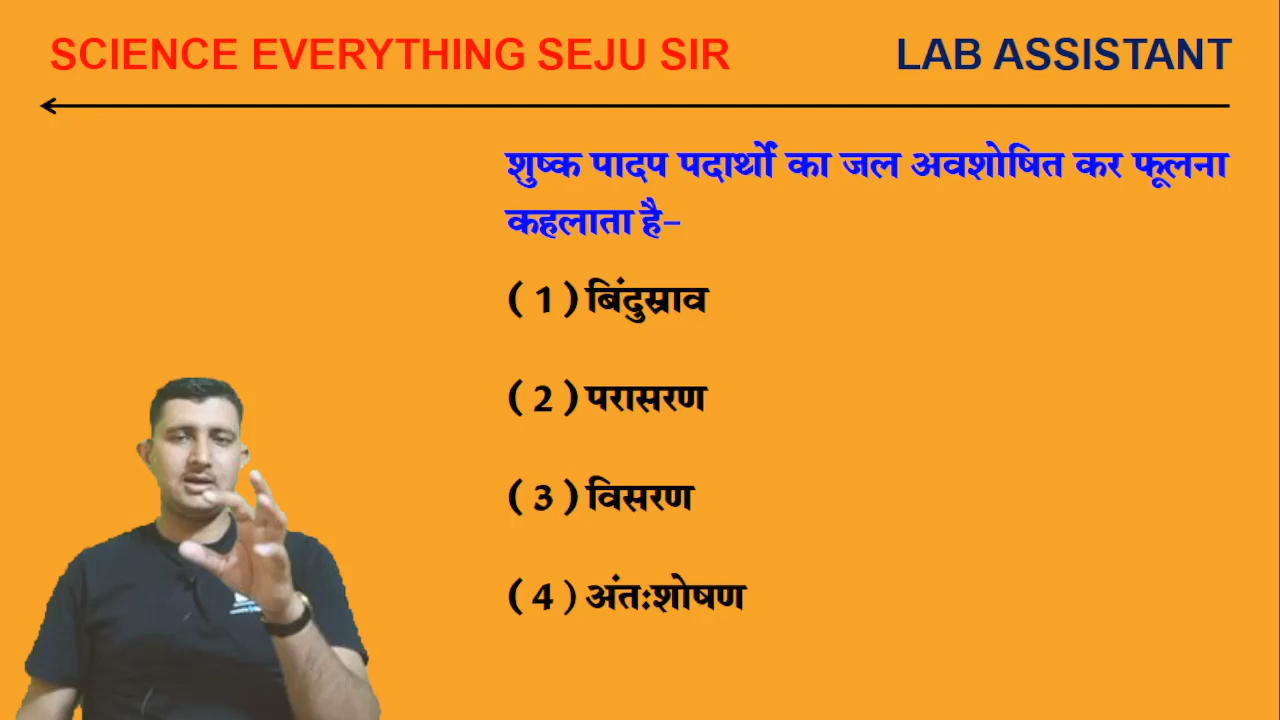 SCIENCE EVERYTHING SEJU SIR LAB ASSISTANT
शुष्क पादप पदार्थों का जल अवशोषित कर फूलना
कहलाता है-
( 1 ) बिंदुस्राव
( 2 ) परासरण
( 3 ) विसरण
( 4 ) अंतःशोषण